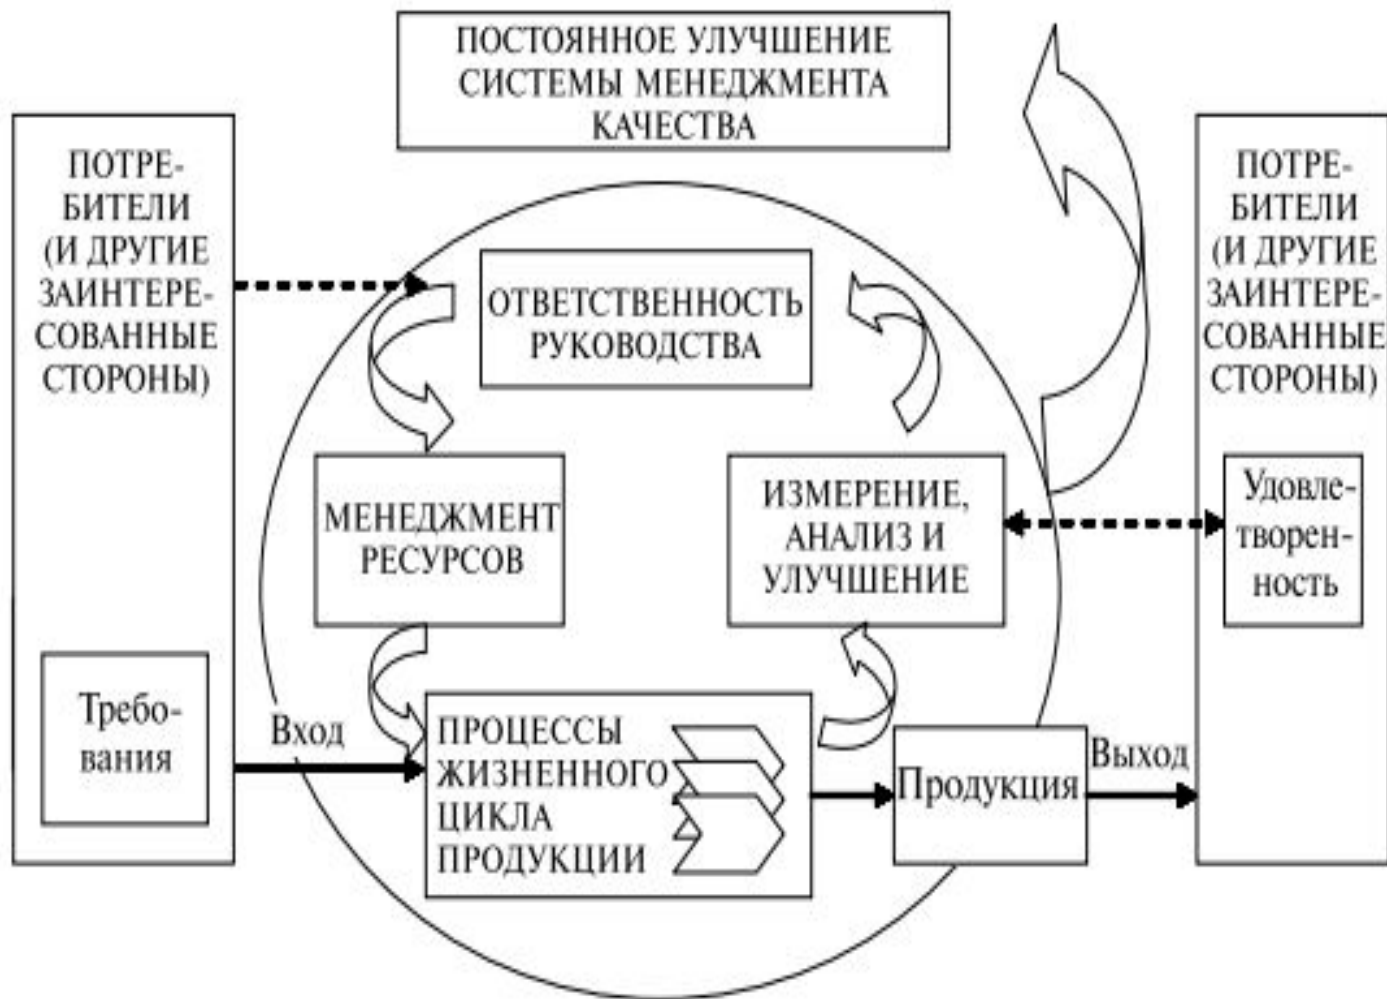 ПОСТОЯННОЕ УЛУЧШЕНИЕ
СИСТЕМЫ МЕНЕДЖМЕНТА
КАЧЕСТВА
ПОТРЕ-
БИТЕЛИ
(И ДРУГИЕ
ЗАИНТЕРЕ-
СОВАННЫЕ
СТОРОНЫ)
Требо-
вания
ОТВЕТСТВЕННОСТЬ
РУКОВОДСТВА
МЕНЕДЖМЕНТ
РЕСУРСОВ
ИЗМЕРЕНИЕ,
АНАЛИЗ И
УЛУЧШЕНИЕ
Вход
ПРОЦЕССЫ
ЖИЗНЕННОГО
ЦИКЛА
ПРОДУКЦИИ
Продукция
Выход
ПОТРЕ-
БИТЕЛИ
(И ДРУГИЕ
ЗАИНТЕРЕ-
СОВАННЫЕ
СТОРОНЫ)
Удовле-
творен-
ность